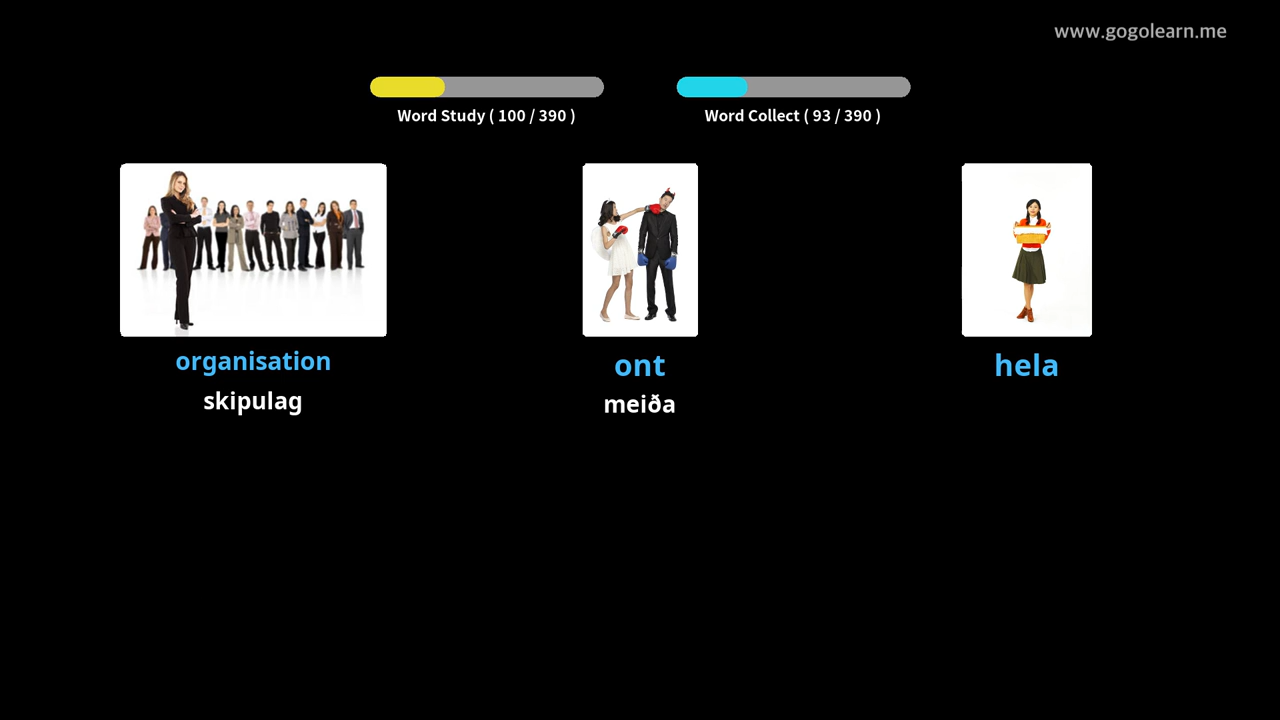 www.gogolearn.me
Word Study ( 100 / 390 )
Word Collect ( 93 / 390 )
organisation
skipulag
ont
meiða
hela